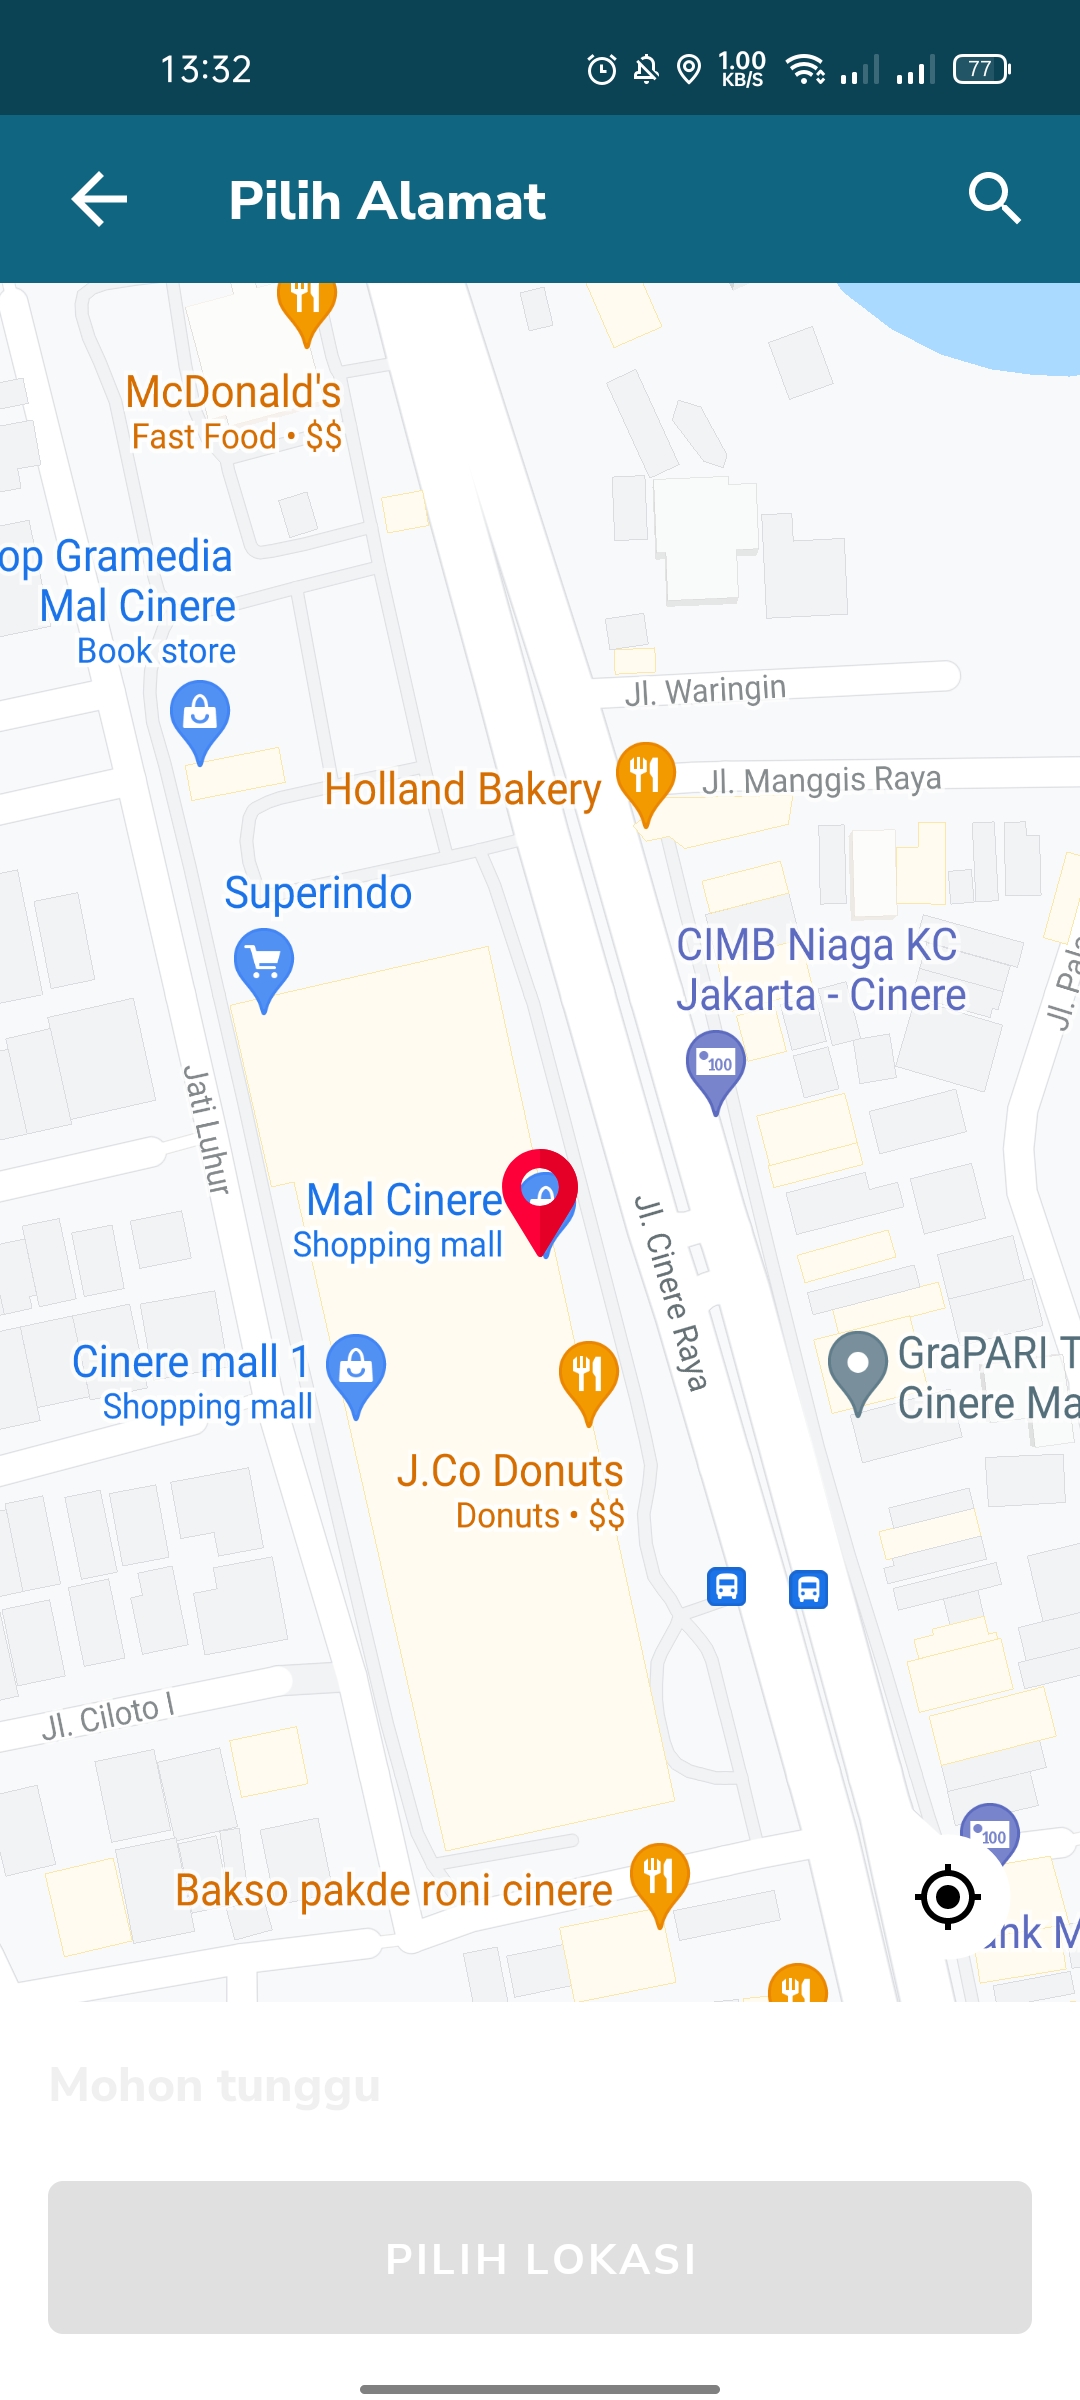 13:32
1.00
KB/S
77
Pilih Alamat
McDonald's
Fast Food • $$
op Gramedia
Mal Cinere
Book store
Jl. Waringin
Holland Bakery
Jl. Manggis Raya
Superindo
CIMB Niaga KC
Jakarta - Cinere
Jl. Pala
100
Jati Luhur
Mal Cinere
Shopping mall
Jl. Cinere Raya
Cinere mall 1
Shopping mall
GraPARI T
Cinere Ma
J.Co Donuts
Donuts • $$
Jl. Ciloto I
100
Bakso pakde roni cinere
ank M
Mohon tunggu
PILIH LOKASI